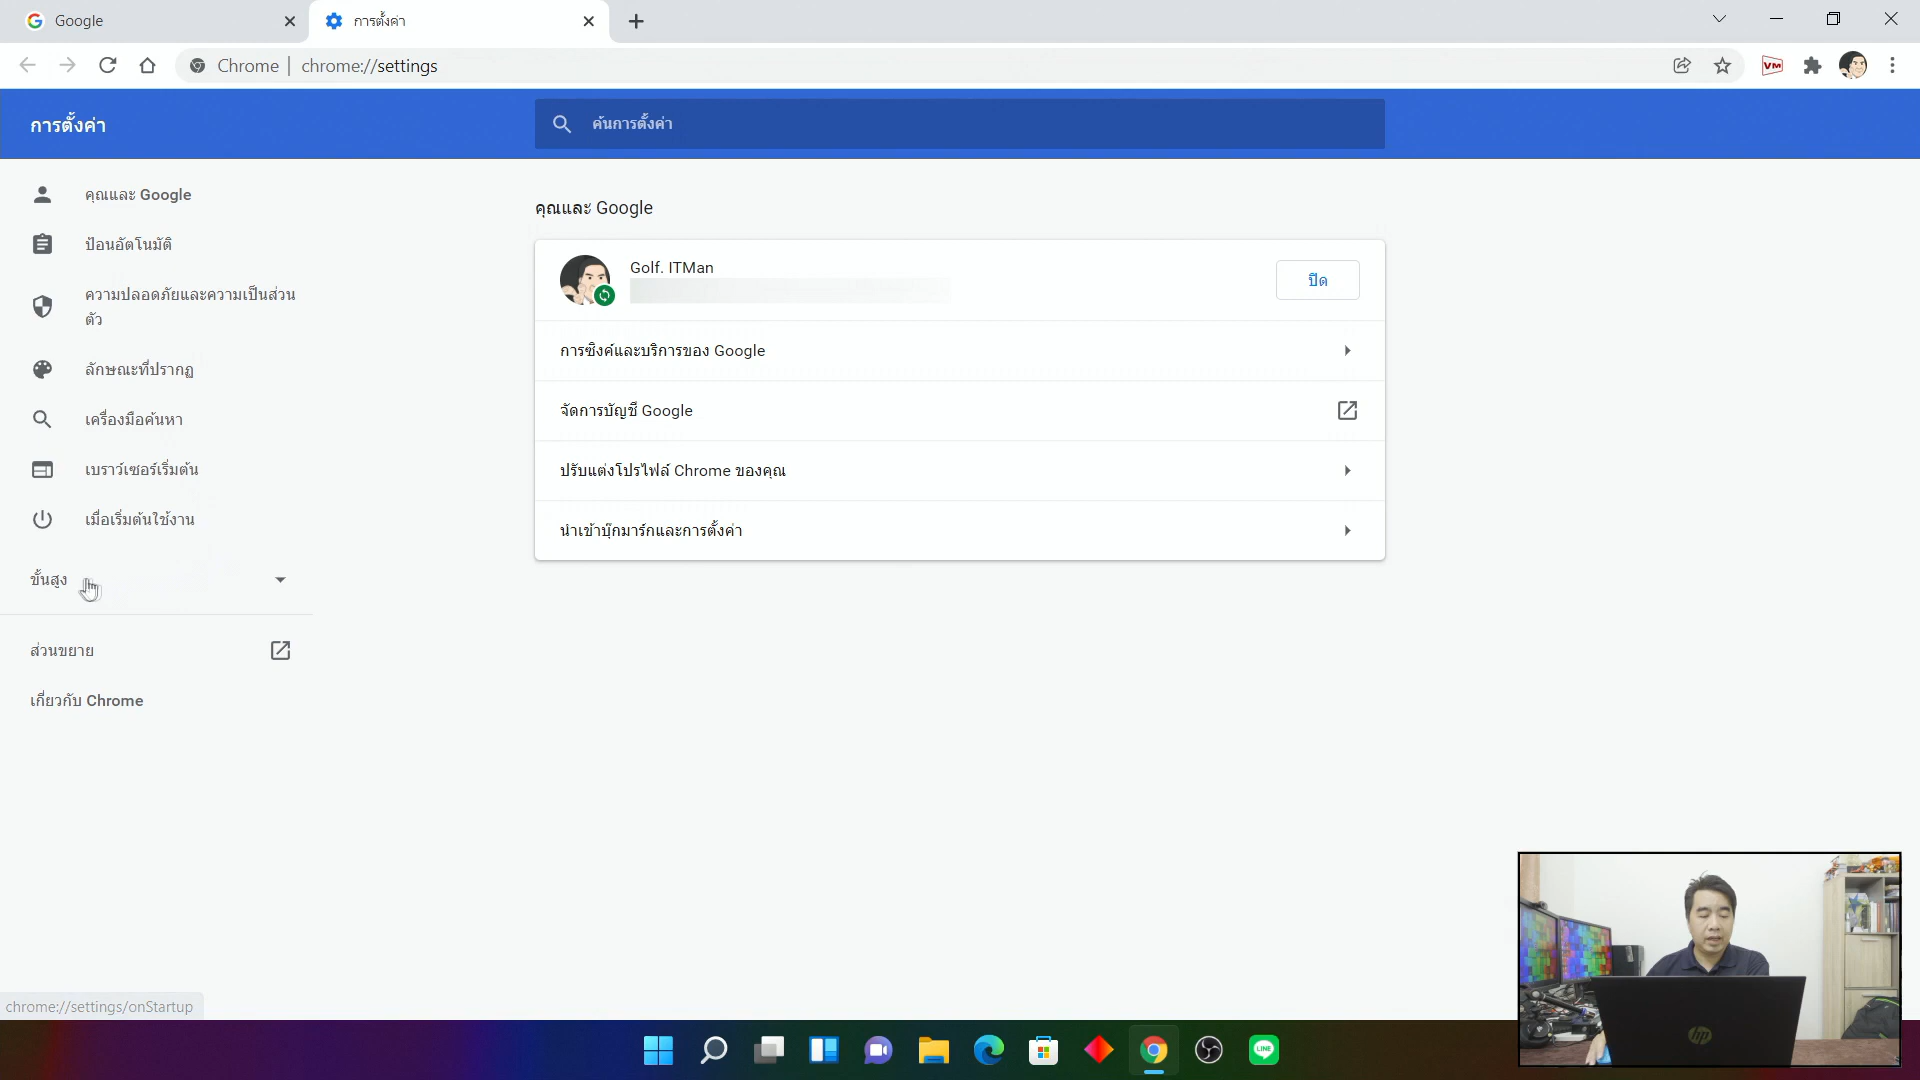 Google
การตั้งค่า
Chrome | chrome://settings
VM
การตั้งค่า
ค้นการตั้งค่า
คุณและ Google
ป้อนอัตโนมัติ
ความปลอดภัยและความเป็นส่วน
ตัว
ลักษณะที่ปรากฏ
เครื่องมือค้นหา
เบราว์เซอร์เริ่มต้น
เมื่อเริ่มต้นใช้งาน
ขั้นสูง
ส่วนขยาย
เกี่ยวกับ Chrome
คุณและ Google
Golf. ITMan
ปิด
การซิงค์และบริการของ Google
จัดการบัญชี Google
ปรับแต่งโปรไฟล์ Chrome ของคุณ
นำเข้าบุ๊กมาร์กและการตั้งค่า
chrome://settings/onStartup
LINE
hp